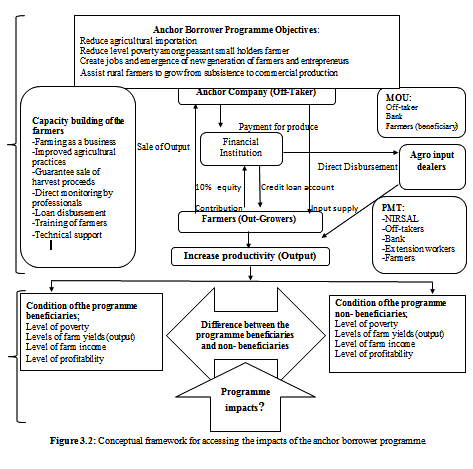 Anchor Borrower Programme Objectives:
Reduce agricultural importation
Reduce level poverty among peasant small holders farmer
Create jobs and emergence of new generation of farmers and entrepreneurs
Assist rural farmers to grow from subsistence to commercial production
Anchor Company (Off-Taker)
Capacity building of the
farmers
-Farming as a business
-Improved agricultural
practices
-Guarantee sale of
harvest proceeds
-Direct monitoring by
professionals
-Loan disbursement
-Training of farmers
-Technical support
MOU:
Off-taker
Bank
Farmers (beneficiary)
Payment for produce
Sale of Output
Financial
Institution
Direct Disbursement
Agro input
dealers
10% equity
Contribution
Credit loan account
Input supply
Farmers (Out-Growers)
PMT:
-NIRSAL
-Off-takers
-Bank
-Extension workers
-Farmers
Increase productivity (Output)
Condition of the programme
beneficiaries;
Level of poverty
Levels of farm yields (output)
Level of farm income
Level of profitability
Difference between the
programme beneficiaries
and non- beneficiaries
Condition of the programme
non- beneficiaries;
Level of poverty
Levels of farm yields (output)
Level of farm income
Level of profitability
Programme
impacts?
Figure 3.2: Conceptual framework for accessing the impacts of the anchor borrower programme.